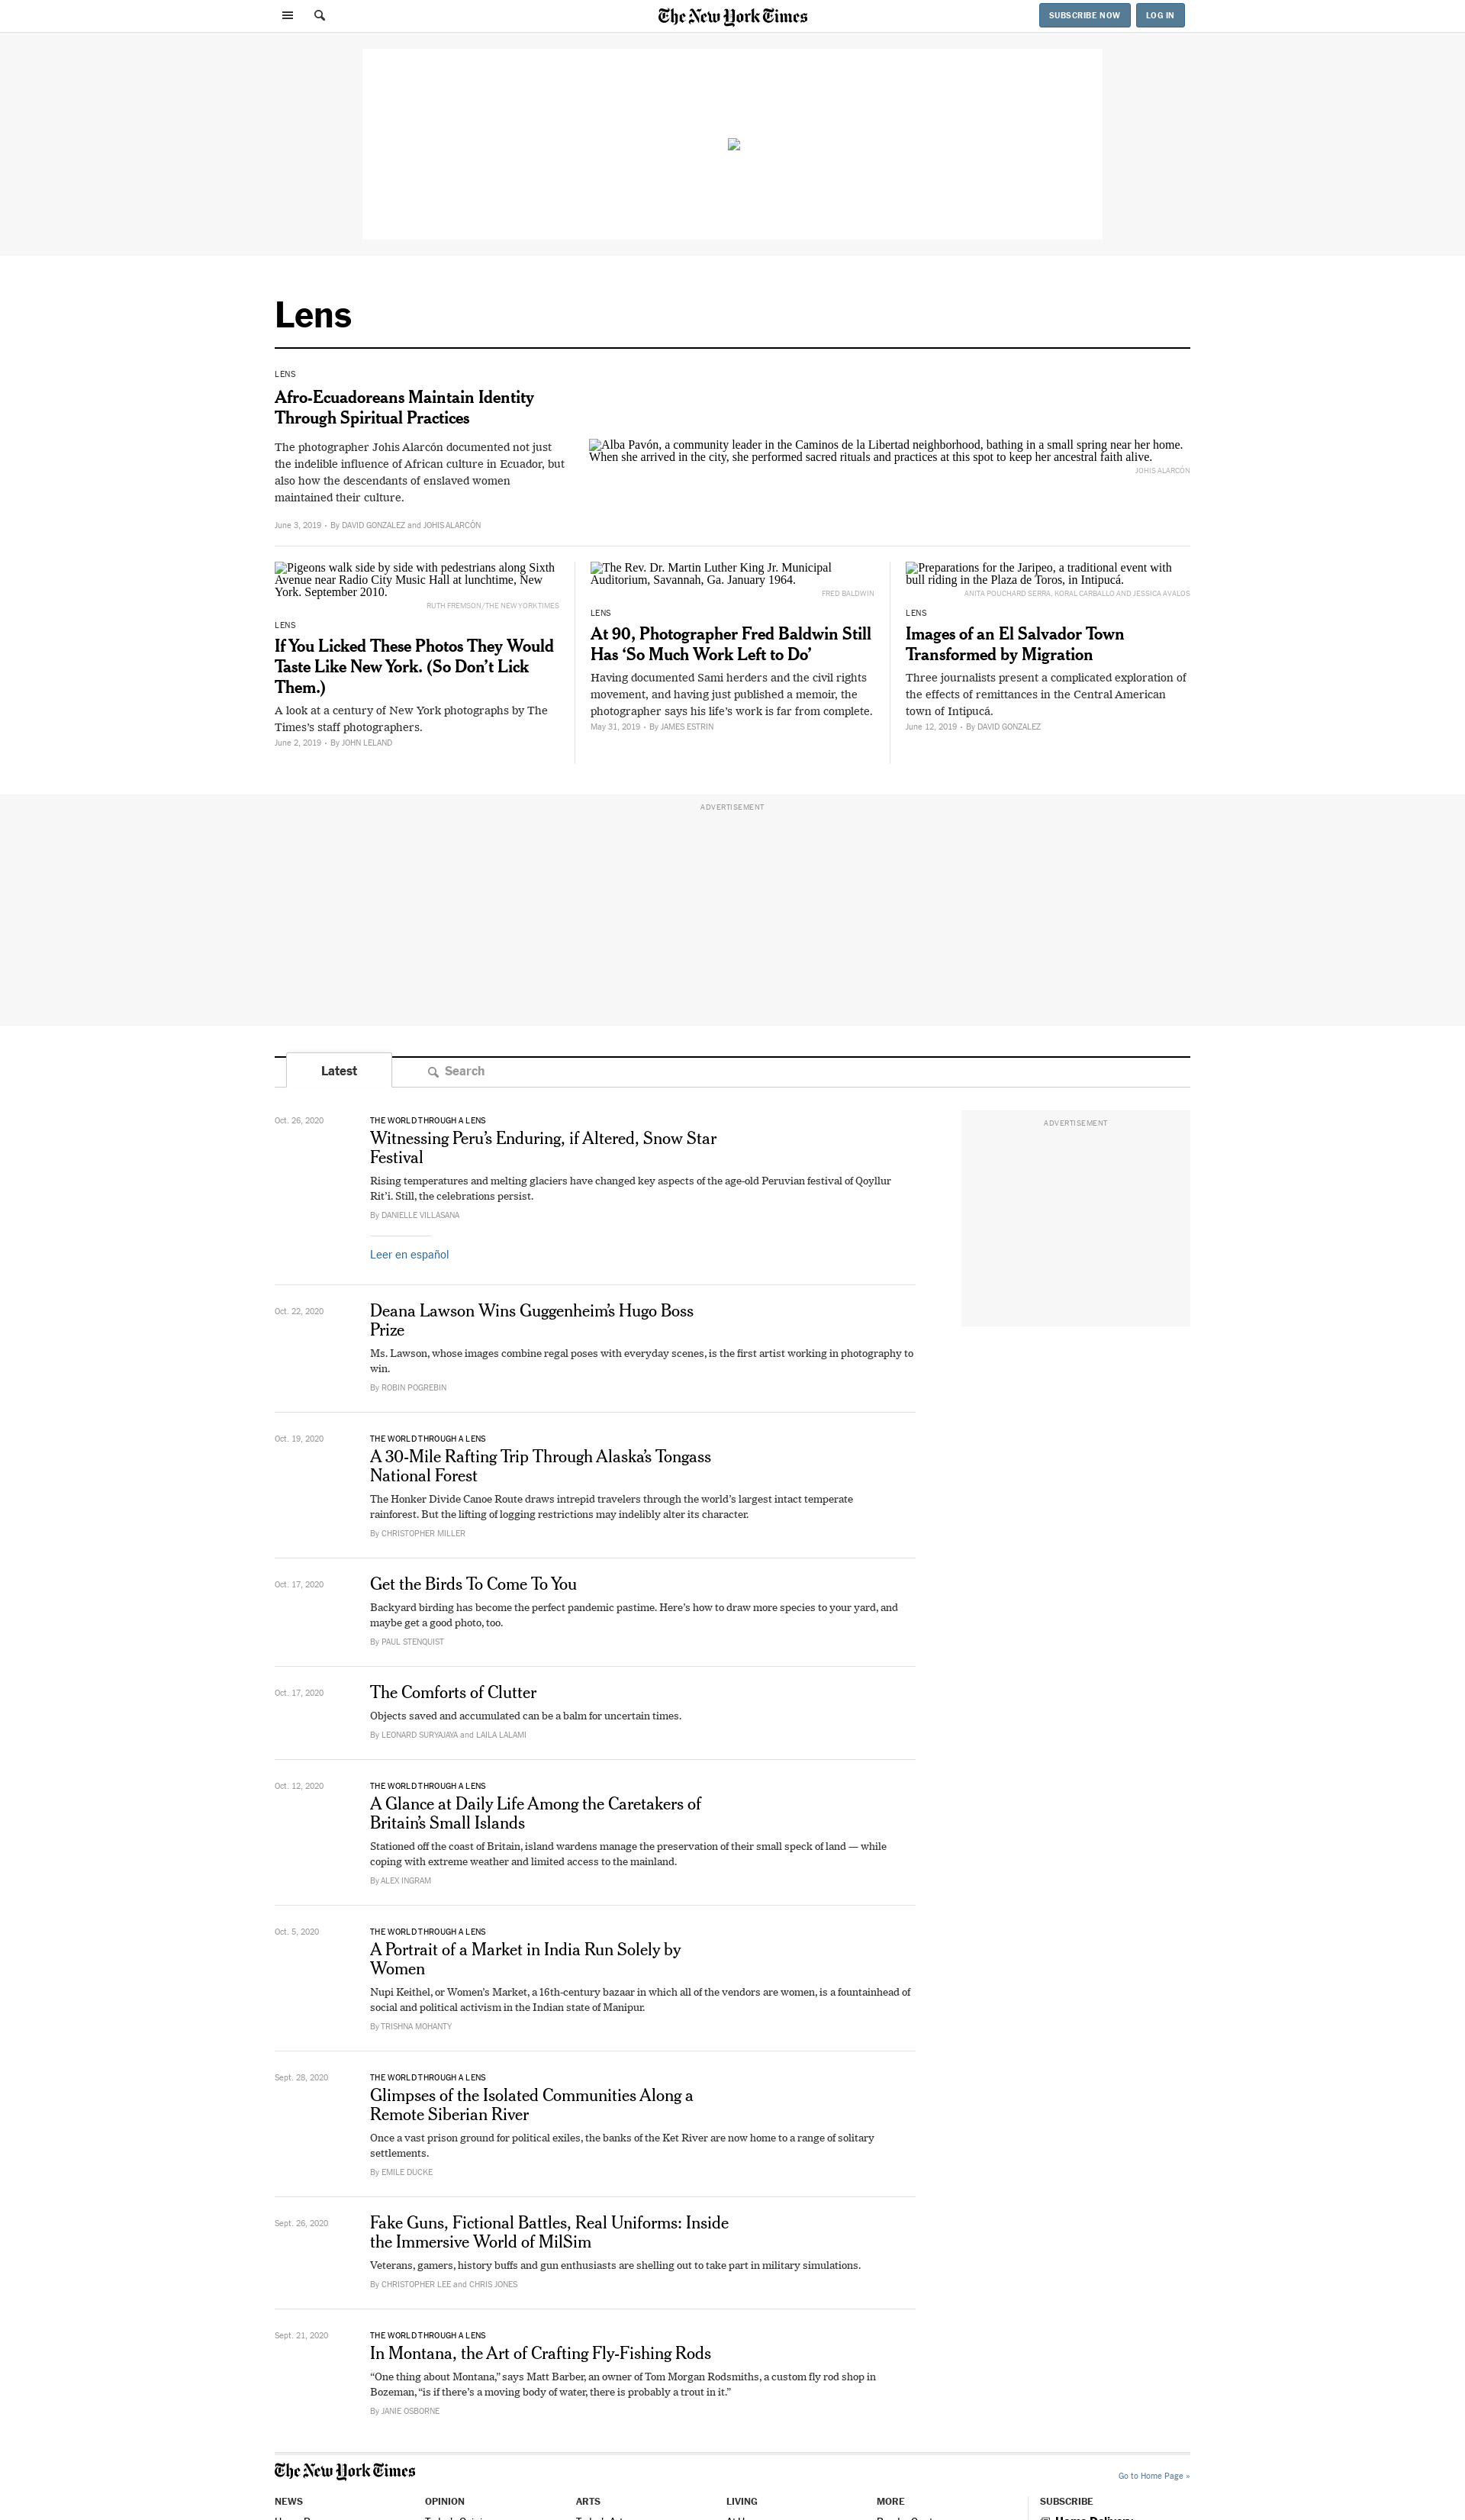 The New York Times
SUBSCRIBE NOW
LOG IN
Lens
LENS
Afro-Ecuadoreans Maintain Identity
Through Spiritual Practices
The photographer Johis Alarcón documented not just
the indelible influence of African culture in Ecuador, but
also how the descendants of enslaved women
maintained their culture.
June 3, 2019 • By DAVID GONZALEZ and JOHIS ALARCÓN
Alba Pavón, a community leader in the Caminos de la Libertad neighborhood, bathing in a small spring near her home.
When she arrived in the city, she performed sacred rituals and practices at this spot to keep her ancestral faith alive.
JOHIS ALARCÓN
Pigeons walk side by side with pedestrians along Sixth
Avenue near Radio City Music Hall at lunchtime, New
York. September 2010.
RUTH FREMSON/THE NEW YORK TIMES
LENS
If You Licked These Photos They Would
Taste Like New York. (So Don’t Lick
Them.)
A look at a century of New York photographs by The
Times’s staff photographers.
June 2, 2019 • By JOHN LELAND
The Rev. Dr. Martin Luther King Jr. Municipal
Auditorium, Savannah, Ga. January 1964.
FRED BALDWIN
LENS
At 90, Photographer Fred Baldwin Still
Has ‘So Much Work Left to Do’
Having documented Sami herders and the civil rights
movement, and having just published a memoir, the
photographer says his life’s work is far from complete.
May 31, 2019 • By JAMES ESTRIN
Preparations for the Jaripeo, a traditional event with
bull riding in the Plaza de Toros, in Intipucá.
ANITA POUCHARD SERRA, KORAL CARBALLO AND JESSICA AVALOS
LENS
Images of an El Salvador Town
Transformed by Migration
Three journalists present a complicated exploration of
the effects of remittances in the Central American
town of Intipucá.
June 12, 2019 • By DAVID GONZALEZ
ADVERTISEMENT
Latest
Search
ADVERTISEMENT
Oct. 26, 2020
THE WORLD THROUGH A LENS
Witnessing Peru’s Enduring, if Altered, Snow Star
Festival
Rising temperatures and melting glaciers have changed key aspects of the age-old Peruvian festival of Qoyllur
Rit’i. Still, the celebrations persist.
By DANIELLE VILLASANA
Leer en español
Oct. 22, 2020
Deana Lawson Wins Guggenheim’s Hugo Boss
Prize
Ms. Lawson, whose images combine regal poses with everyday scenes, is the first artist working in photography to
win.
By ROBIN POGREBIN
Oct. 19, 2020
THE WORLD THROUGH A LENS
A 30-Mile Rafting Trip Through Alaska’s Tongass
National Forest
The Honker Divide Canoe Route draws intrepid travelers through the world’s largest intact temperate
rainforest. But the lifting of logging restrictions may indelibly alter its character.
By CHRISTOPHER MILLER
Oct. 17, 2020
Get the Birds To Come To You
Backyard birding has become the perfect pandemic pastime. Here’s how to draw more species to your yard, and
maybe get a good photo, too.
By PAUL STENQUIST
Oct. 17, 2020
The Comforts of Clutter
Objects saved and accumulated can be a balm for uncertain times.
By LEONARD SURYAJAYA and LAILA LALAMI
Oct. 12, 2020
THE WORLD THROUGH A LENS
A Glance at Daily Life Among the Caretakers of
Britain’s Small Islands
Stationed off the coast of Britain, island wardens manage the preservation of their small speck of land — while
coping with extreme weather and limited access to the mainland.
By ALEX INGRAM
Oct. 5, 2020
THE WORLD THROUGH A LENS
A Portrait of a Market in India Run Solely by
Women
Nupi Keithel, or Women’s Market, a 16th-century bazaar in which all of the vendors are women, is a fountainhead of
social and political activism in the Indian state of Manipur.
By TRISHNA MOHANTY
Sept. 28, 2020
THE WORLD THROUGH A LENS
Glimpses of the Isolated Communities Along a
Remote Siberian River
Once a vast prison ground for political exiles, the banks of the Ket River are now home to a range of solitary
settlements.
By EMILE DUCKE
Sept. 26, 2020
Fake Guns, Fictional Battles, Real Uniforms: Inside
the Immersive World of MilSim
Veterans, gamers, history buffs and gun enthusiasts are shelling out to take part in military simulations.
By CHRISTOPHER LEE and CHRIS JONES
Sept. 21, 2020
THE WORLD THROUGH A LENS
In Montana, the Art of Crafting Fly-Fishing Rods
“One thing about Montana,” says Matt Barber, an owner of Tom Morgan Rodsmiths, a custom fly rod shop in
Bozeman, “is if there’s a moving body of water, there is probably a trout in it.”
By JANIE OSBORNE
The New York Times
Go to Home Page »
NEWS
OPINION
ARTS
LIVING
MORE
SUBSCRIBE